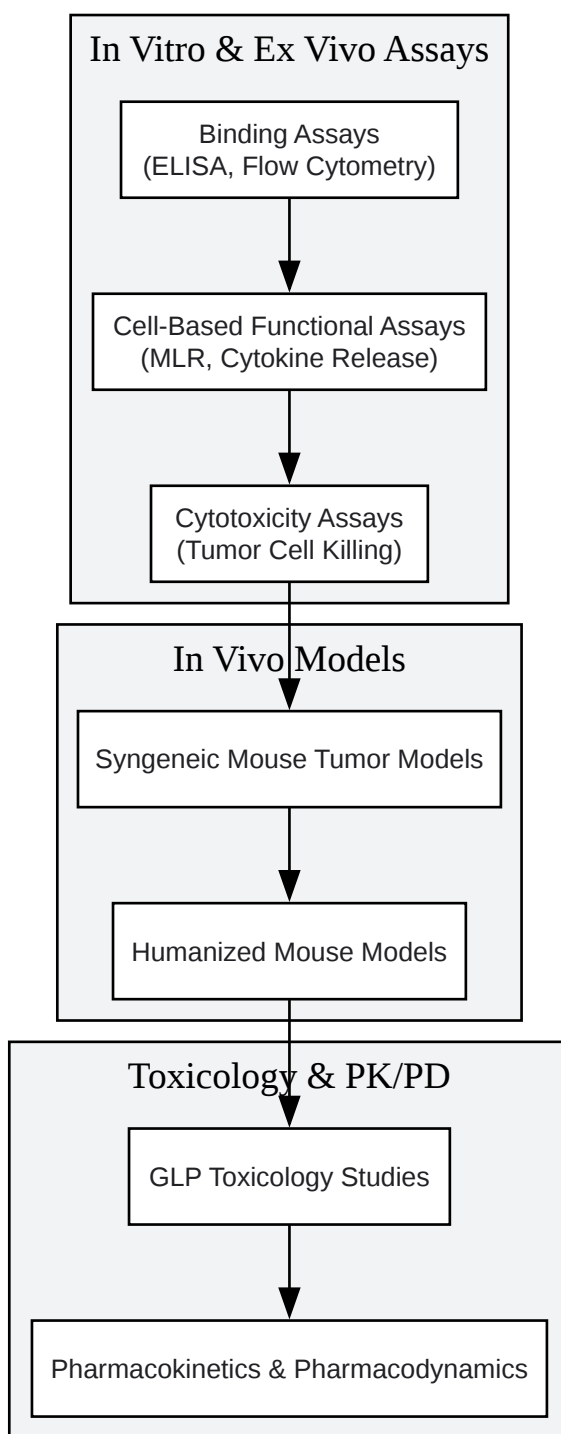 In Vitro & Ex Vivo Assays
Binding Assays
(ELISA, Flow Cytometry)
Cell-Based Functional Assays
(MLR, Cytokine Release)
Cytotoxicity Assays
(Tumor Cell Killing)
In Vivo Models
Syngeneic Mouse Tumor Models
Humanized Mouse Models
Toxicology & PK/PD
GLP Toxicology Studies
Pharmacokinetics & Pharmacodynamics